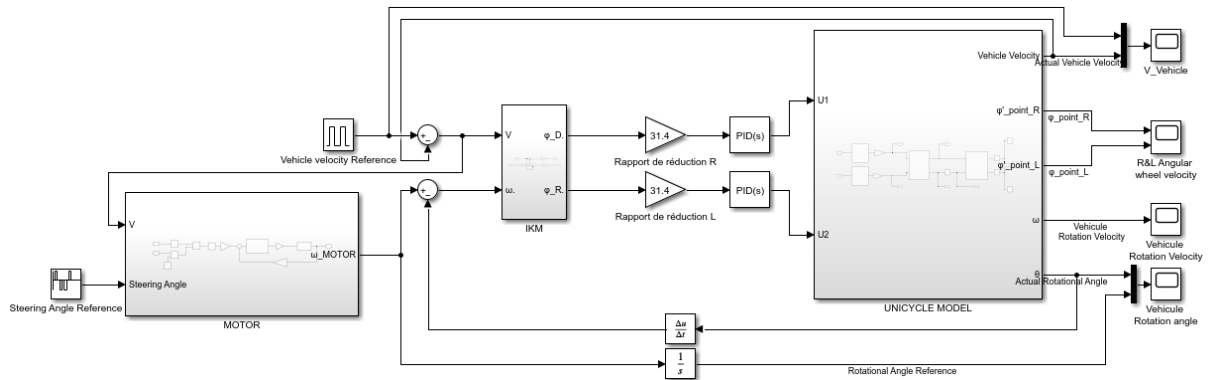 Vehicle Velocity
Actual Vehicle Velocity
V_Vehicle
U1
φ'_point_R
φ_point_R
Vehicle velocity Reference
+
−
V
φ_D.
31.4
PID(s)
Rapport de réduction R
φ'_point_L
φ_point_L
R&L Angular
wheel velocity
+
−
ω.
φ_R.
31.4
PID(s)
Rapport de réduction L
IKM
V
ω_MOTOR
Steering Angle
MOTOR
Steering Angle Reference
U2
ω
Vehicule
Rotation Velocity
Vehicule
Rotation Velocity
θ
Actual Rotational Angle
UNICYCLE MODEL
Vehicule
Rotation angle
Δu
Δt
1
s
Rotational Angle Reference